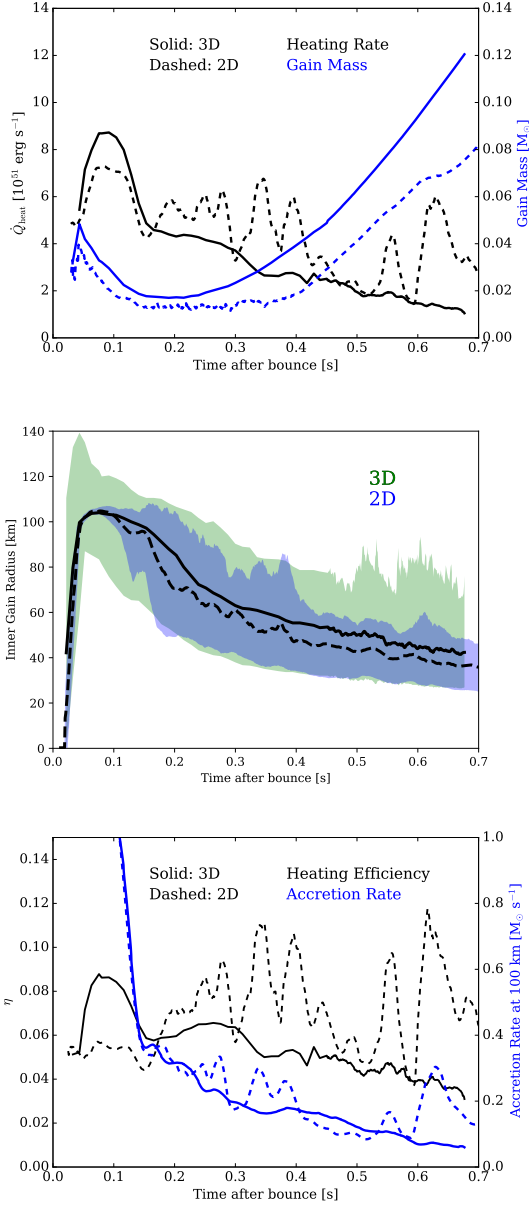 14
12
10
8
6
4
2
0
Q̇heat [10^51 erg s^−1]
Solid: 3D
Dashed: 2D
Heating Rate
Gain Mass
0.14
0.12
0.10
0.08
0.06
0.04
0.02
0.00
Gain Mass [M⊙]
0.0 0.1 0.2 0.3 0.4 0.5 0.6 0.7
Time after bounce [s]
140
120
100
80
60
40
20
0
Inner Gain Radius [km]
3D
2D
0.0 0.1 0.2 0.3 0.4 0.5 0.6 0.7
Time after bounce [s]
0.14
0.12
0.10
0.08
0.06
0.04
0.02
0.00
η
Solid: 3D
Dashed: 2D
Heating Efficiency
Accretion Rate
1.0
0.8
0.6
0.4
0.2
0.0
Accretion Rate at 100 km [M⊙ s^−1]
0.0 0.1 0.2 0.3 0.4 0.5 0.6 0.7
Time after bounce [s]